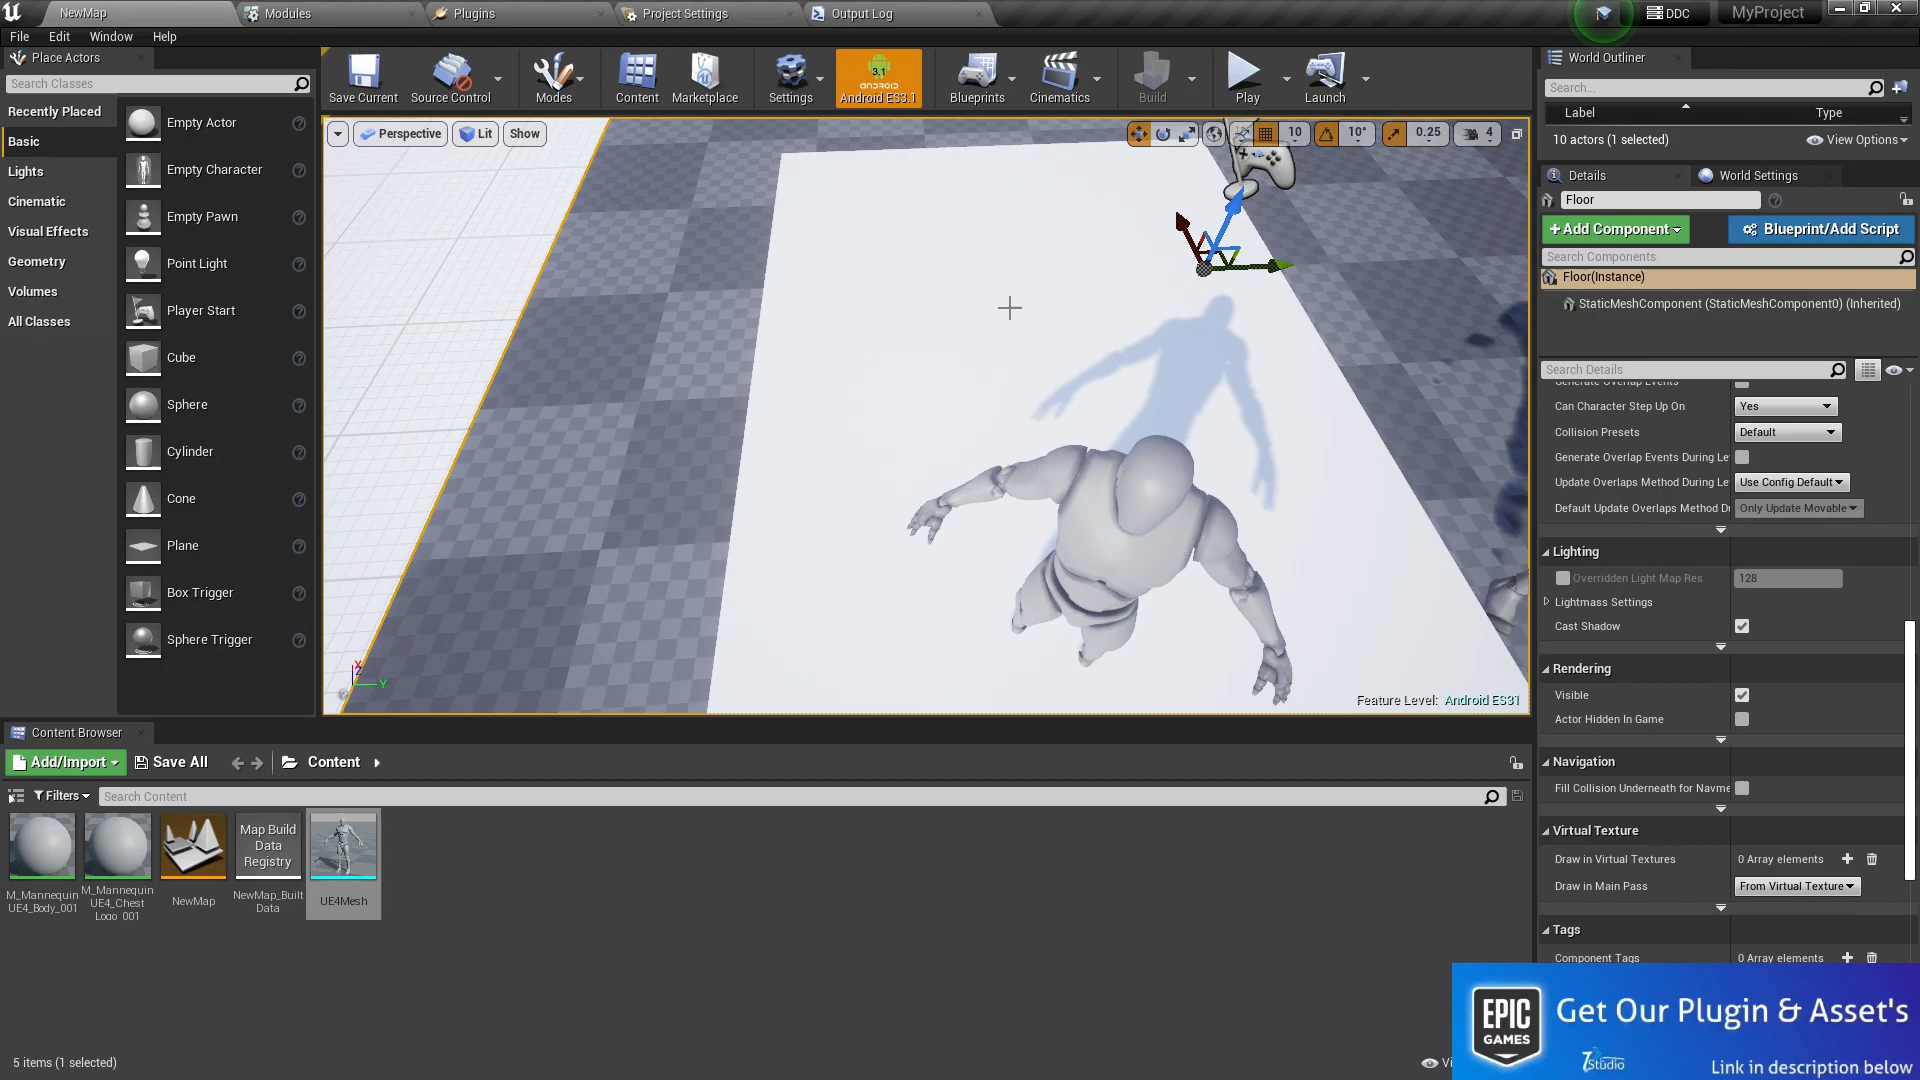 NewMap
Modules
Plugins
Project Settings
Output Log
DDC
MyProject
File
Edit
Window
Help
Place Actors
Search Classes
Recently Placed
Basic
Lights
Cinematic
Visual Effects
Geometry
Volumes
All Classes
Empty Actor
Empty Character
Empty Pawn
Point Light
Player Start
Cube
Sphere
Cylinder
Cone
Plane
Box Trigger
Sphere Trigger
Save Current
Source Control
Modes
Content
Marketplace
Settings
3.1
ANDROID
Android ES3.1
Blueprints
Cinematics
Build
Play
Launch
Perspective
Lit
Show
10
10°
0.25
4
X
Z
Y
Feature Level: Android ES31
World Outliner
Search...
Label
Type
10 actors (1 selected)
View Options
Details
World Settings
Floor
+Add Component
Blueprint/Add Script
Search Components
Floor(Instance)
StaticMeshComponent (StaticMeshComponent0) (Inherited)
Search Details
Generate Overlap Events
Can Character Step Up On
Yes
Collision Presets
Default
Generate Overlap Events During Le
Update Overlaps Method During Le
Use Config Default
Default Update Overlaps Method D
Only Update Movable
Lighting
Overridden Light Map Res
128
Lightmass Settings
Cast Shadow
Rendering
Visible
Actor Hidden In Game
Navigation
Fill Collision Underneath for Navme
Virtual Texture
Draw in Virtual Textures
0 Array elements
Draw in Main Pass
From Virtual Texture
Tags
Component Tags
0 Array elements
Content Browser
Add/Import
Save All
Content
Filters
Search Content
M_Mannequin
UE4_Body_001
M_Mannequin
UE4_Chest
Logo_001
NewMap
Map Build
Data
Registry
NewMap_Built
Data
UE4Mesh
5 items (1 selected)
Vi
EPIC
GAMES
Get Our Plugin & Asset's
7Studio
Link in description below